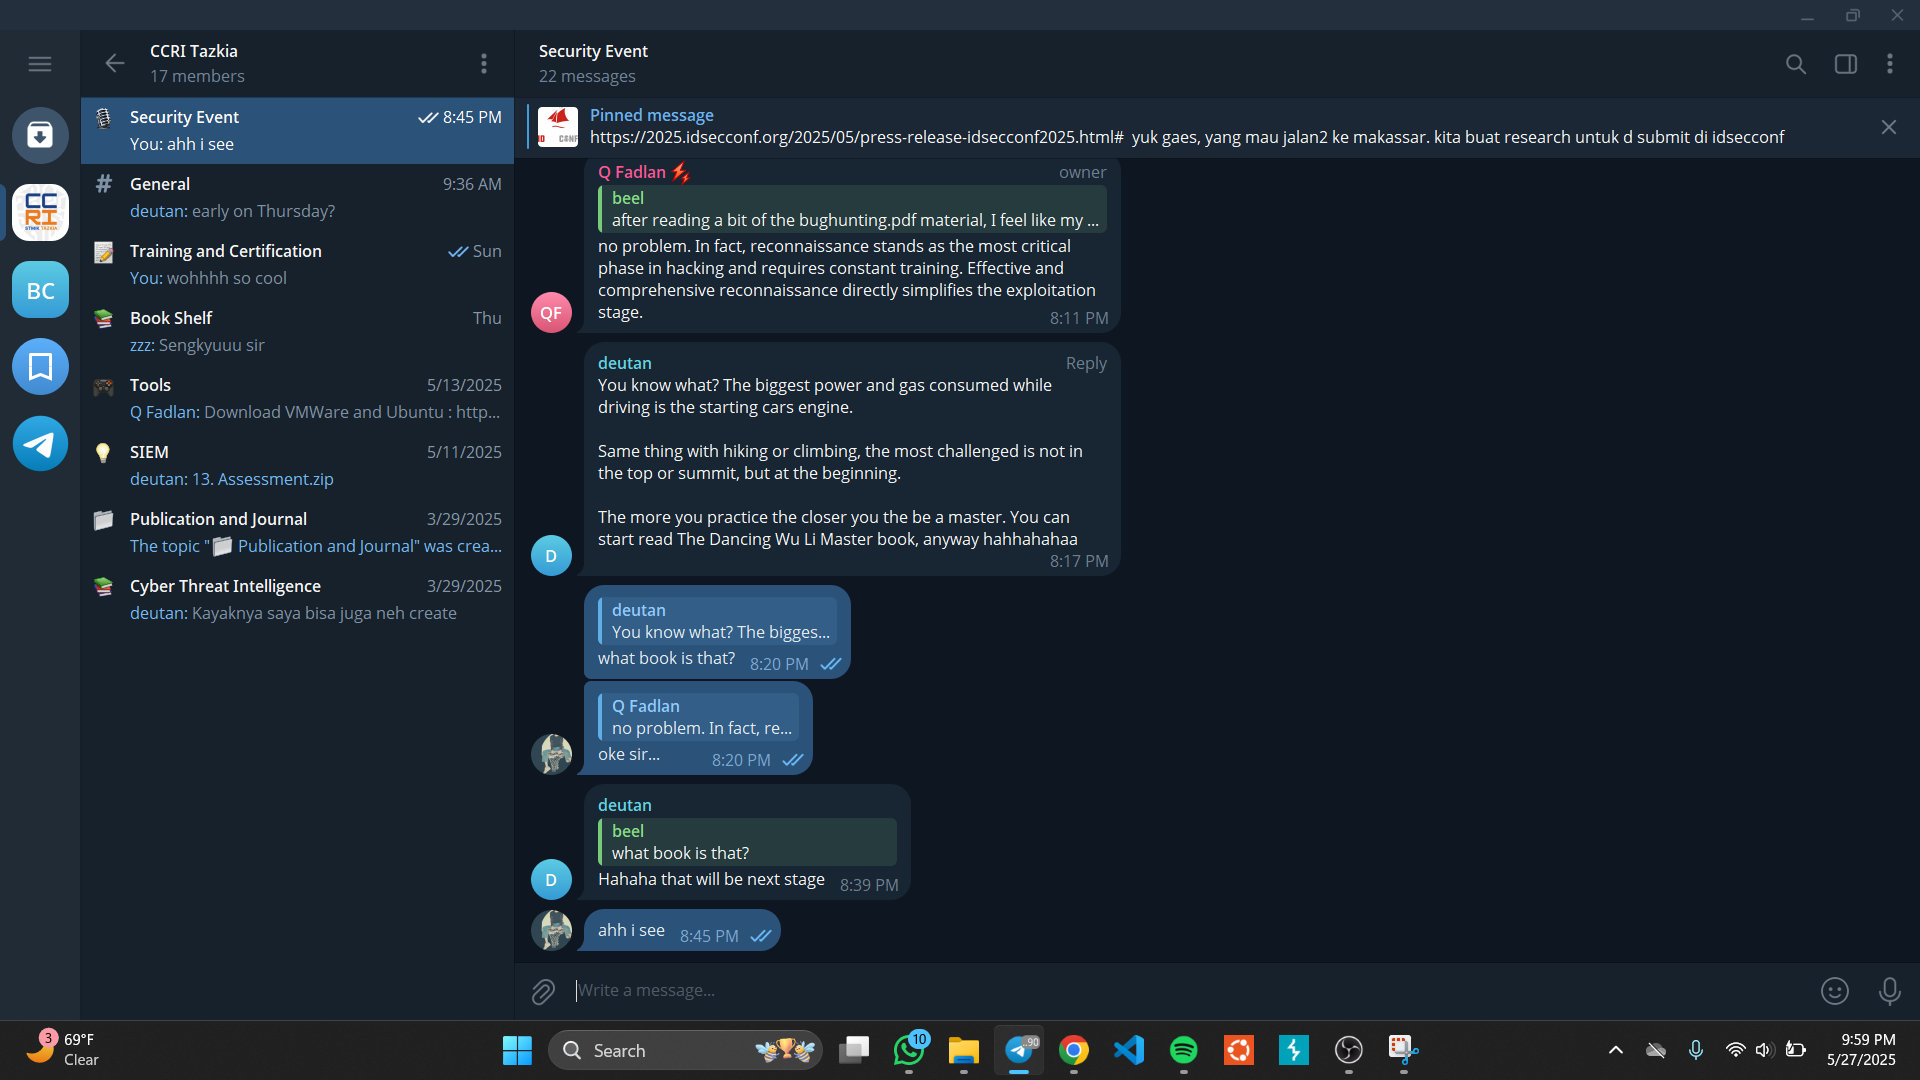 CCRI Tazkia
17 members
Security Event
8:45 PM
You: ahh i see
General
9:36 AM
deutan: early on Thursday?
Training and Certification
Sun
You: wohhhh so cool
Book Shelf
Thu
zzz: Sengkyuuu sir
Tools
5/13/2025
Q Fadlan: Download VMWare and Ubuntu : http...
SIEM
5/11/2025
deutan: 13. Assessment.zip
Publication and Journal
3/29/2025
The topic "📁 Publication and Journal" was crea...
Cyber Threat Intelligence
3/29/2025
deutan: Kayaknya saya bisa juga neh create
CC
RI
STMIK TAZKIA
BC
Security Event
22 messages
Pinned message
https://2025.idsecconf.org/2025/05/press-release-idsecconf2025.html# yuk gaes, yang mau jalan2 ke makassar. kita buat research untuk d submit di idsecconf
Q Fadlan ⚡
owner
beel
after reading a bit of the bughunting.pdf material, I feel like my ...
no problem. In fact, reconnaissance stands as the most critical
phase in hacking and requires constant training. Effective and
comprehensive reconnaissance directly simplifies the exploitation
stage.
8:11 PM
QF
deutan
Reply
You know what? The biggest power and gas consumed while
driving is the starting cars engine.
Same thing with hiking or climbing, the most challenged is not in
the top or summit, but at the beginning.
The more you practice the closer you the be a master. You can
start read The Dancing Wu Li Master book, anyway hahhahahaa
8:17 PM
D
deutan
You know what? The bigges...
what book is that?
8:20 PM
Q Fadlan
no problem. In fact, re...
oke sir...
8:20 PM
deutan
beel
what book is that?
Hahaha that will be next stage
8:39 PM
D
ahh i see
8:45 PM
Write a message...
3
69°F
Clear
Search
10
..90
9:59 PM
5/27/2025